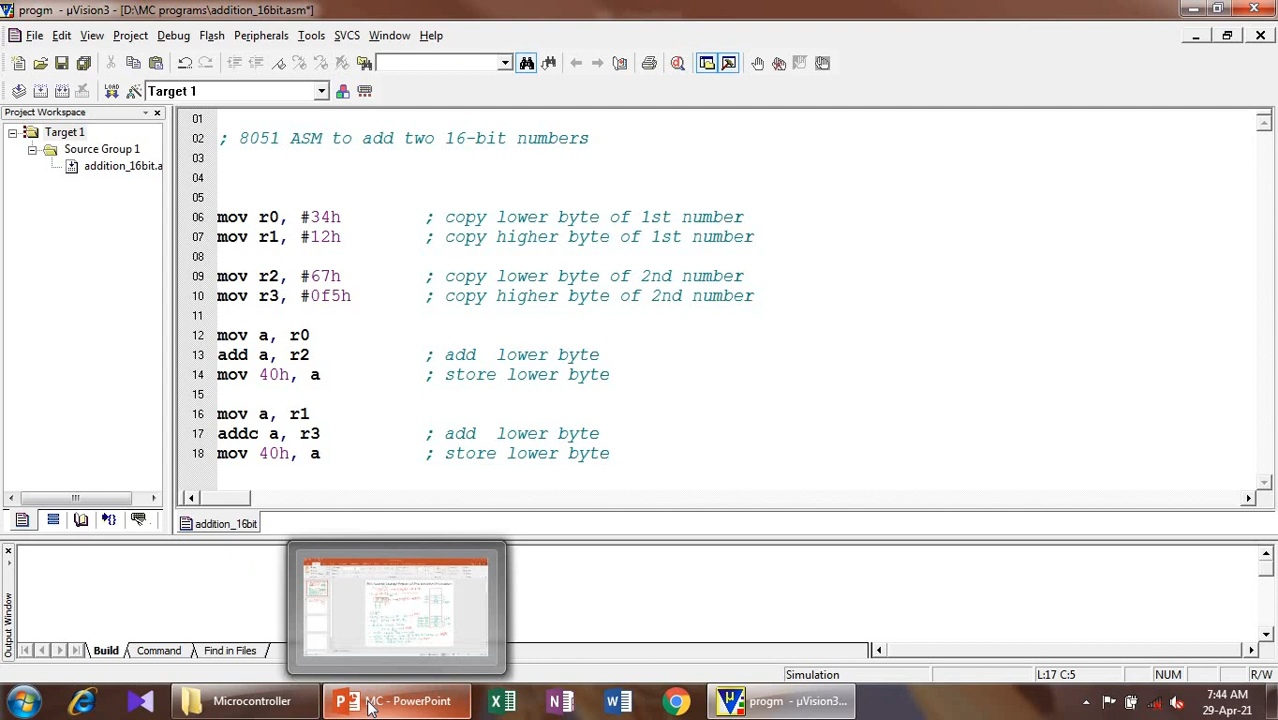 progm - µVision3 - [D:\MC programs\addition_16bit.asm*]
File Edit View Project Debug Flash Peripherals Tools SVCS Window Help
Target 1
Project Workspace
Target 1
Source Group 1
addition_16bit.a
01
02 ; 8051 ASM to add two 16-bit numbers
03
04
05
06 mov r0, #34h ; copy lower byte of 1st number
07 mov r1, #12h ; copy higher byte of 1st number
08
09 mov r2, #67h ; copy lower byte of 2nd number
10 mov r3, #0f5h ; copy higher byte of 2nd number
11
12 mov a, r0
13 add a, r2 ; add lower byte
14 mov 40h, a ; store lower byte
15
16 mov a, r1
17 addc a, r3 ; add lower byte
18 mov 40h, a ; store lower byte
addition_16bit
Output Window
Build Command Find in Files
Simulation L:17 C:5 NUM R/W
Microcontroller MC - PowerPoint progm - µVision3...
7:44 AM
29-Apr-21